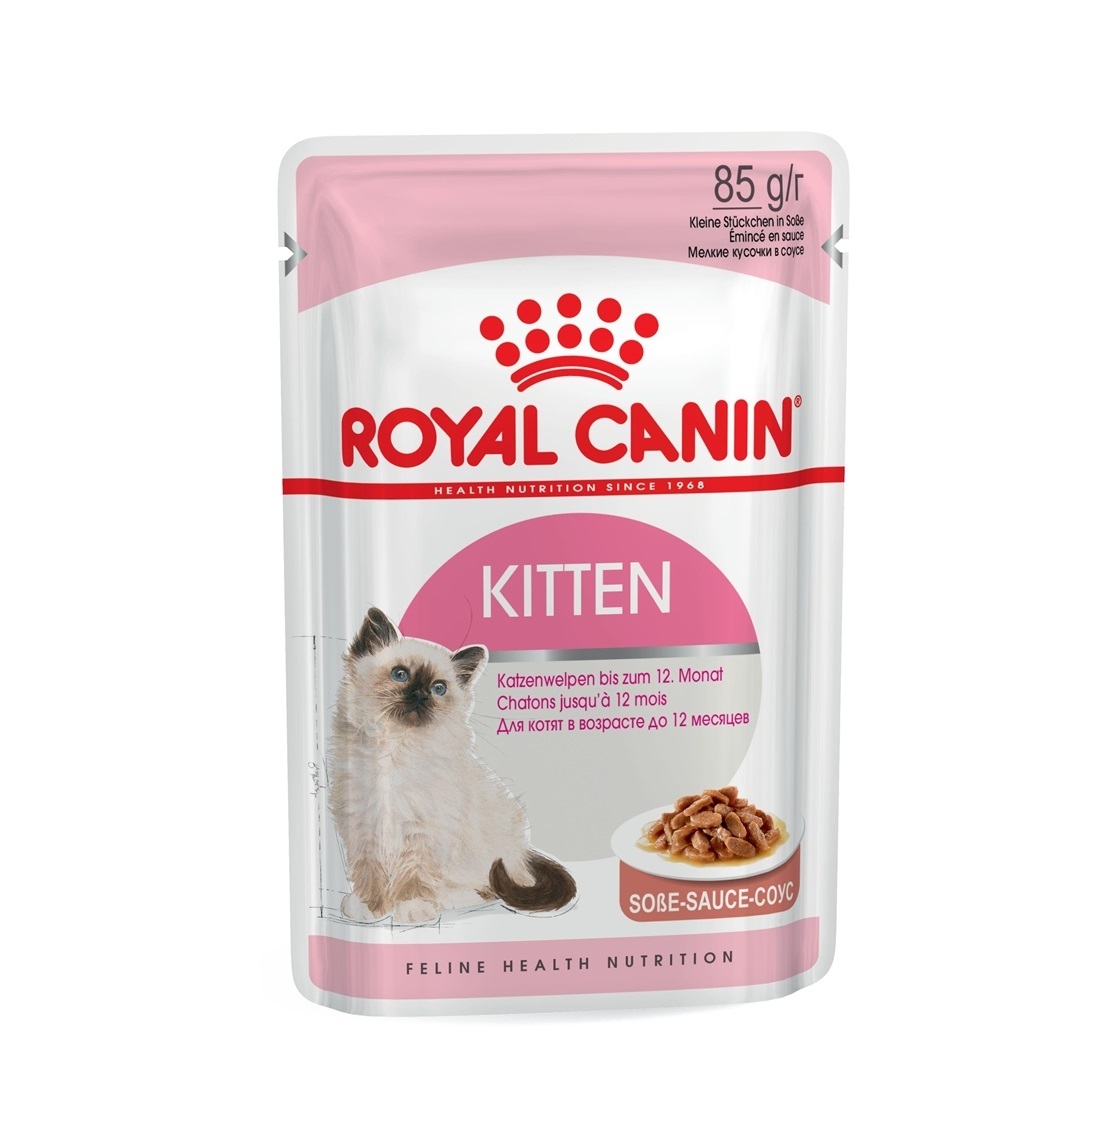 85 g/г
Kleine Stückchen in Soße
Émincé en sauce
Мелкие кусочки в соусе
ROYAL CANIN®
HEALTH NUTRITION SINCE 1968
KITTEN
Katzenwelpen bis zum 12. Monat
Chatons jusqu'à 12 mois
Для котят в возрасте до 12 месяцев
SOßE-SAUCE-СОУС
FELINE HEALTH NUTRITION